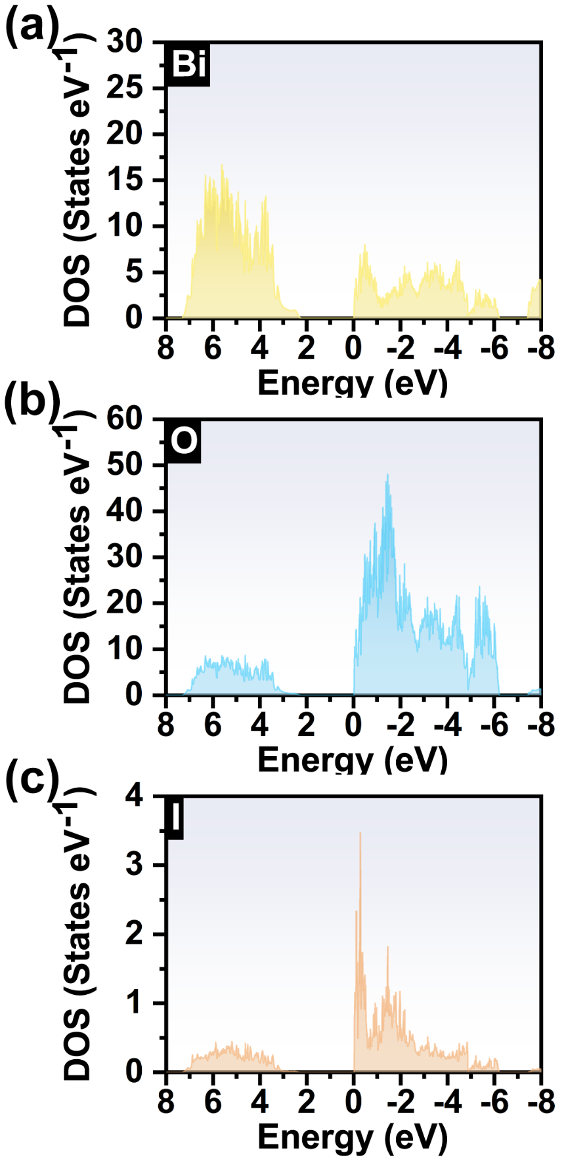 (a)
Bi
DOS (States eV⁻¹)
30
25
20
15
10
5
0
8 6 4 2 0 -2 -4 -6 -8
Energy (eV)
(b)
O
DOS (States eV⁻¹)
60
50
40
30
20
10
0
8 6 4 2 0 -2 -4 -6 -8
Energy (eV)
(c)
I
DOS (States eV⁻¹)
4
3
2
1
0
8 6 4 2 0 -2 -4 -6 -8
Energy (eV)